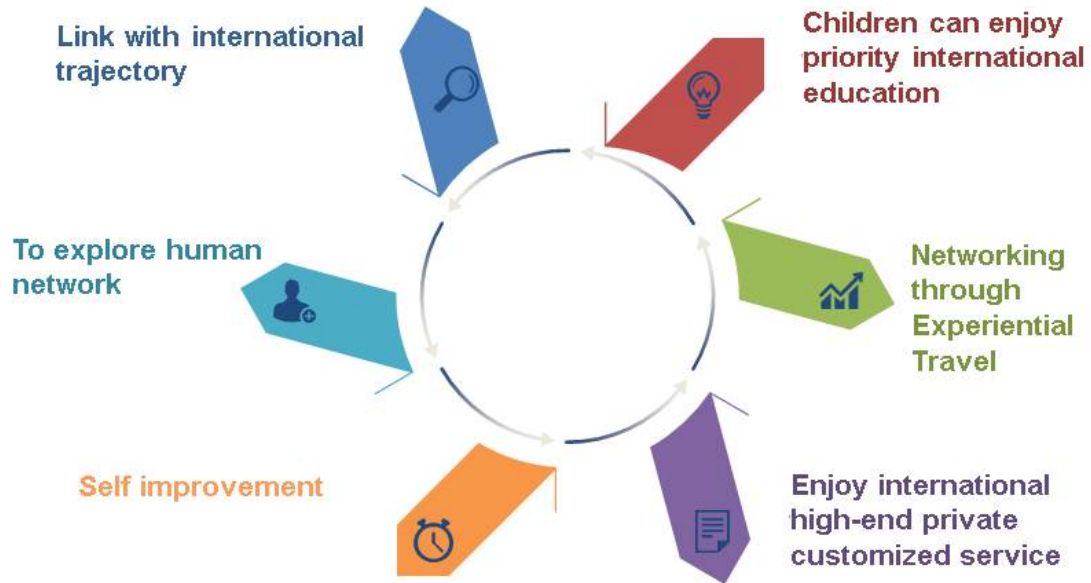 Link with international
trajectory
Children can enjoy
priority international
education
To explore human
network
Networking
through
Experiential
Travel
Self improvement
Enjoy international
high-end private
customized service